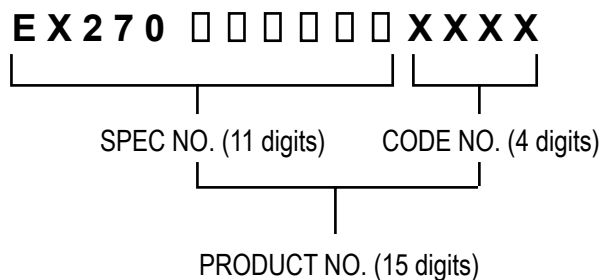 EX270 □□□□□□ XXXX
SPEC NO. (11 digits) CODE NO. (4 digits)
PRODUCT NO. (15 digits)